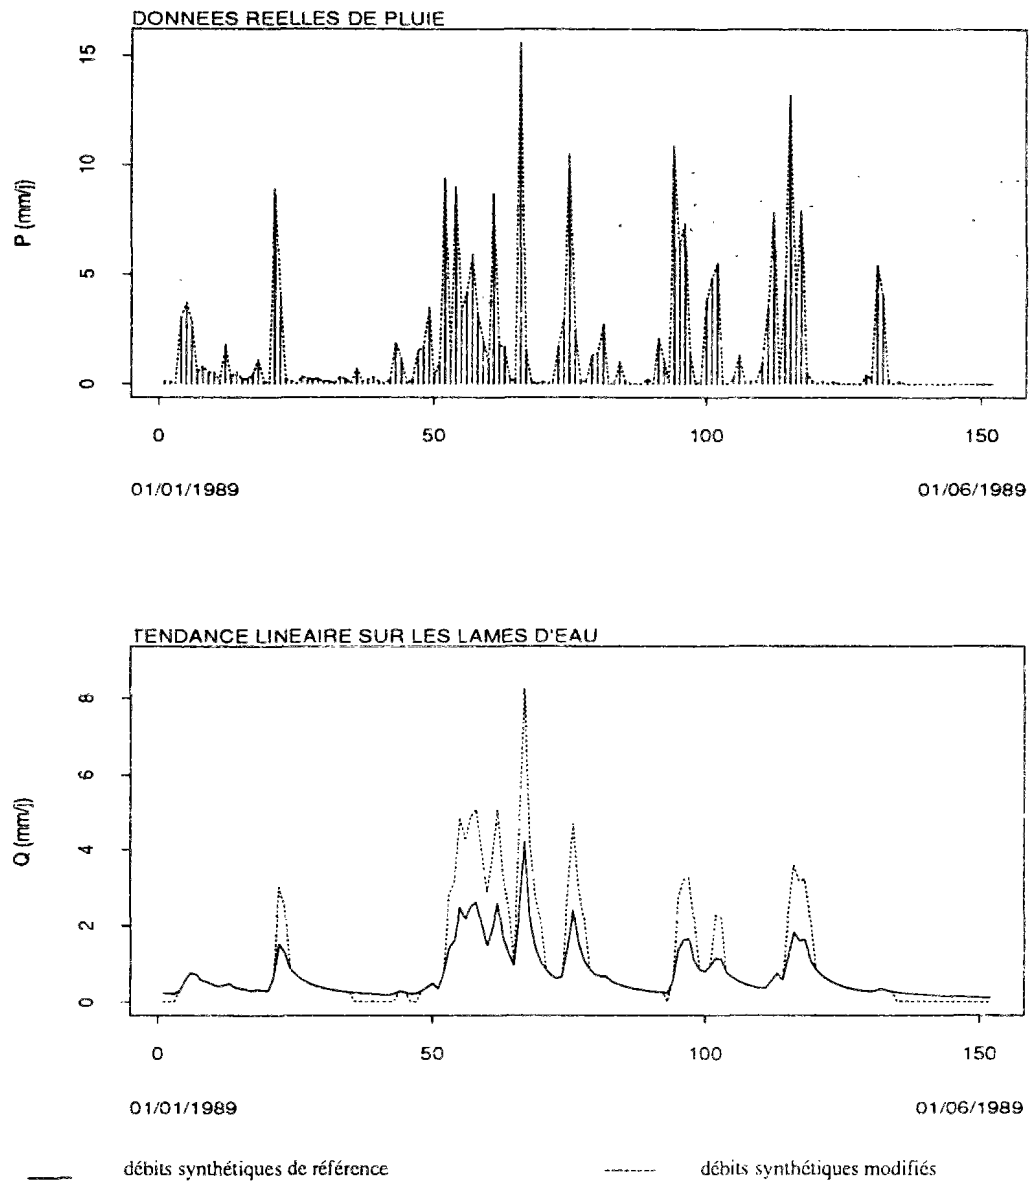 DONNEES REELLES DE PLUIE
15
10
5
0
P (mm/j)
0 50 100 150
01/01/1989 01/06/1989
TENDANCE LINEAIRE SUR LES LAMES D'EAU
8
6
4
2
0
Q (mm/j)
0 50 100 150
01/01/1989 01/06/1989
débits synthétiques de référence débits synthétiques modifiés